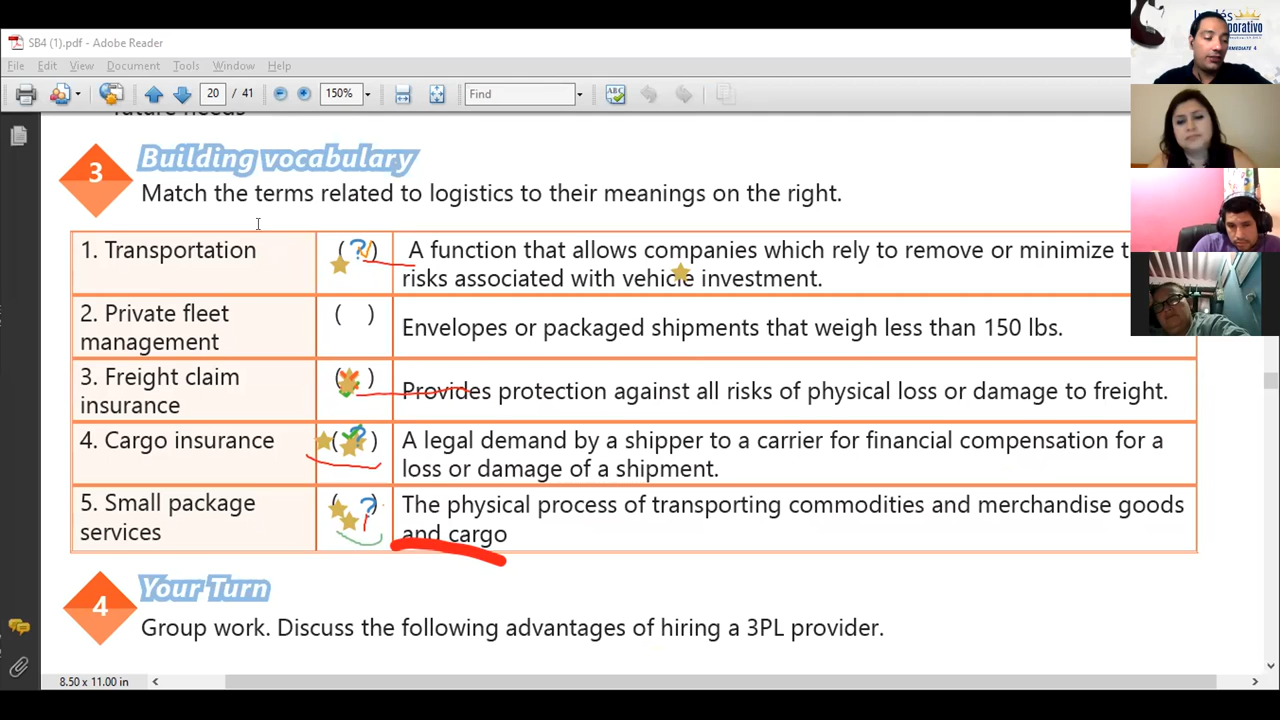 SB4 (1).pdf - Adobe Reader
File Edit View Document Tools Window Help
20 / 41 150% Find
future needs
3 Building vocabulary
Match the terms related to logistics to their meanings on the right.
1. Transportation ( ? ) A function that allows companies which rely to remove or minimize
risks associated with vehicle investment.
2. Private fleet
management ( ) Envelopes or packaged shipments that weigh less than 150 lbs.
3. Freight claim
insurance ( ) Provides protection against all risks of physical loss or damage to freight.
4. Cargo insurance ( ? ) A legal demand by a shipper to a carrier for financial compensation for a
loss or damage of a shipment.
5. Small package
services ( ? ) The physical process of transporting commodities and merchandise goods
and cargo
4 Your Turn
Group work. Discuss the following advantages of hiring a 3PL provider.
8.50 x 11.00 in